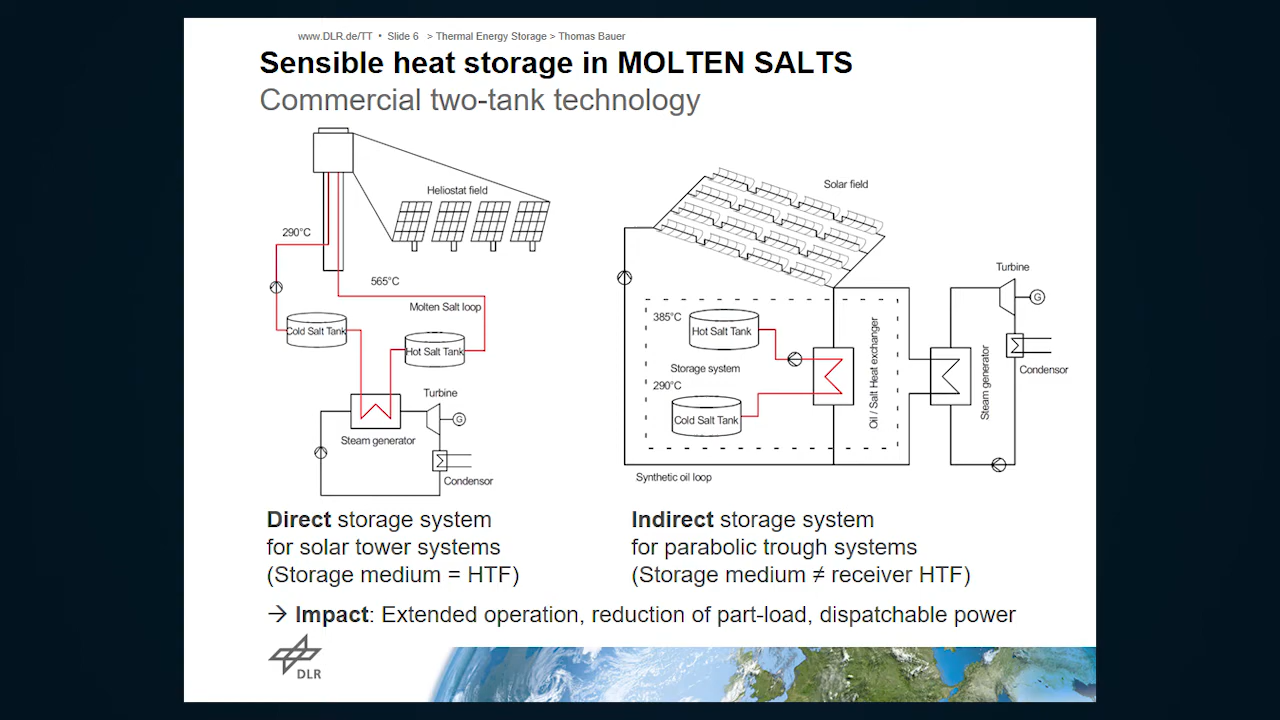 www.DLR.de/TT • Slide 6 > Thermal Energy Storage > Thomas Bauer
Sensible heat storage in MOLTEN SALTS
Commercial two-tank technology
Heliostat field
290°C
565°C
Molten Salt loop
Cold Salt Tank
Hot Salt Tank
Turbine
G
Steam generator
Condensor
Solar field
Turbine
G
385°C
Hot Salt Tank
Storage system
290°C
Cold Salt Tank
Oil / Salt Heat exchanger
Steam generator
Condensor
Synthetic oil loop
Direct storage system
for solar tower systems
(Storage medium = HTF)
Indirect storage system
for parabolic trough systems
(Storage medium ≠ receiver HTF)
→ Impact: Extended operation, reduction of part-load, dispatchable power
DLR